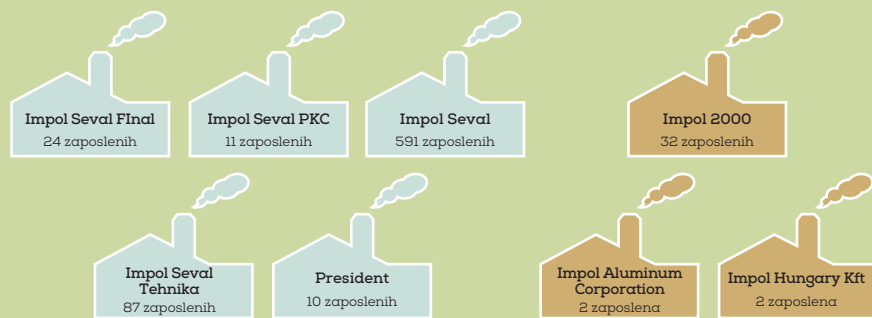 Impol Seval FInal
24 zaposlenih
Impol Seval PKC
11 zaposlenih
Impol Seval
591 zaposlenih
Impol 2000
32 zaposlenih
Impol Seval
Tehnika
87 zaposlenih
President
10 zaposlenih
Impol Aluminum
Corporation
2 zaposlena
Impol Hungary Kft
2 zaposlena